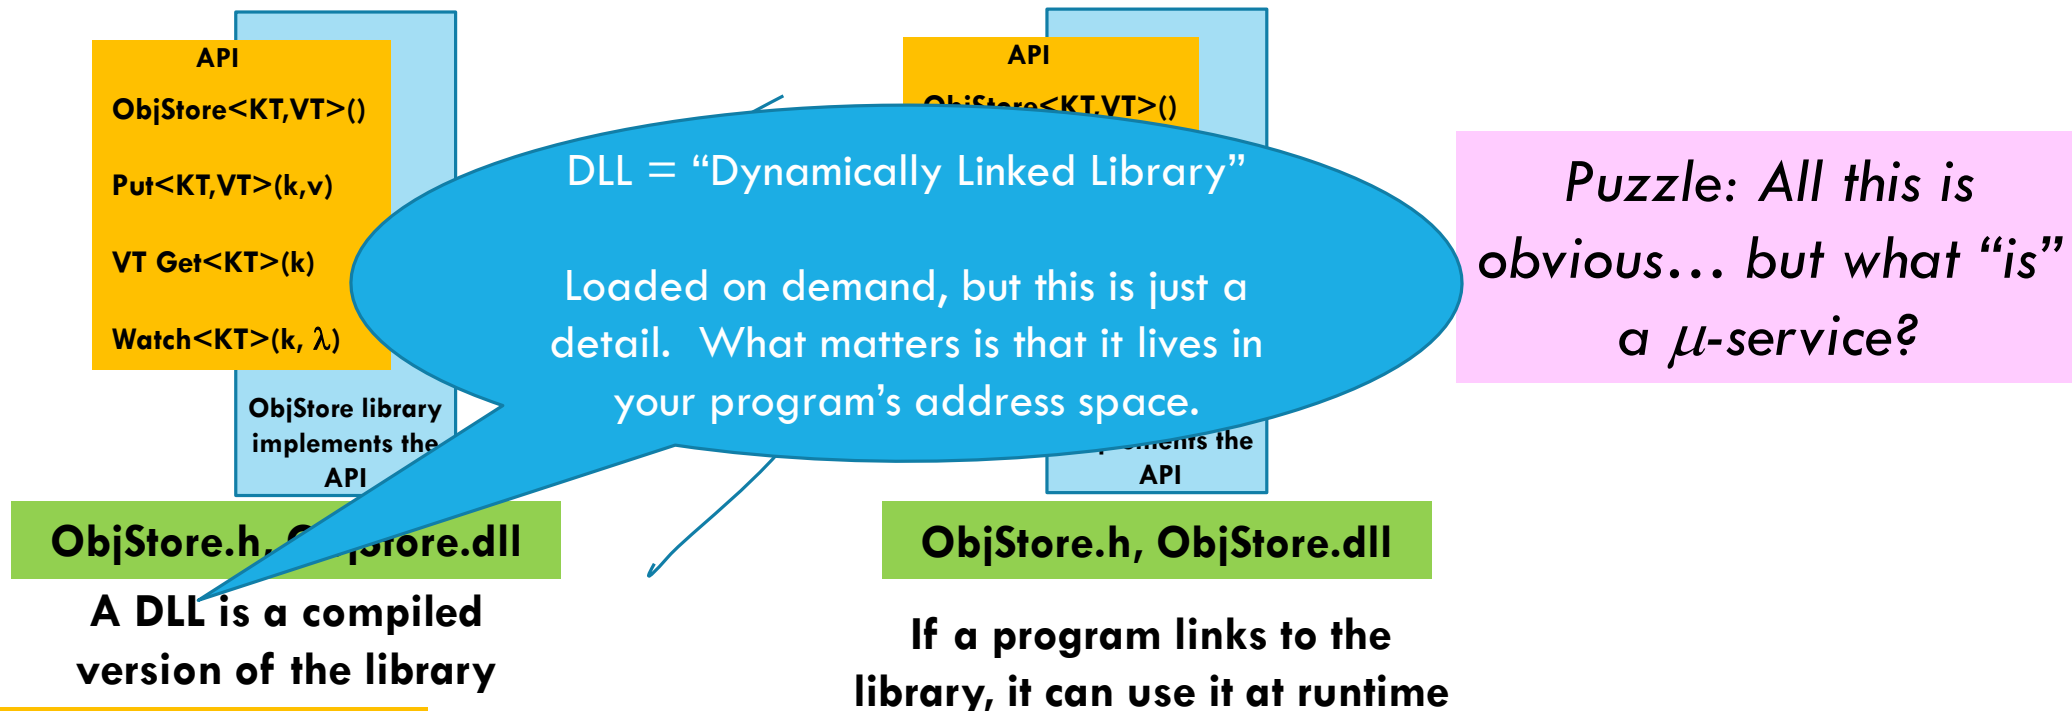 API
ObjStore<KT,VT>()
Put<KT,VT>(k,v)
VT Get<KT>(k)
Watch<KT>(k, λ)
ObjStore library
implements the
API
ObjStore.h,
A DLL is a compiled
version of the library
DLL = “Dynamically Linked Library”
Loaded on demand, but this is just a
detail. What matters is that it lives in
your program’s address space.
API
ObjStore<KT,VT>()
the
API
ObjStore.h, ObjStore.dll
If a program links to the
library, it can use it at runtime
Puzzle: All this is
obvious… but what “is”
a μ-service?